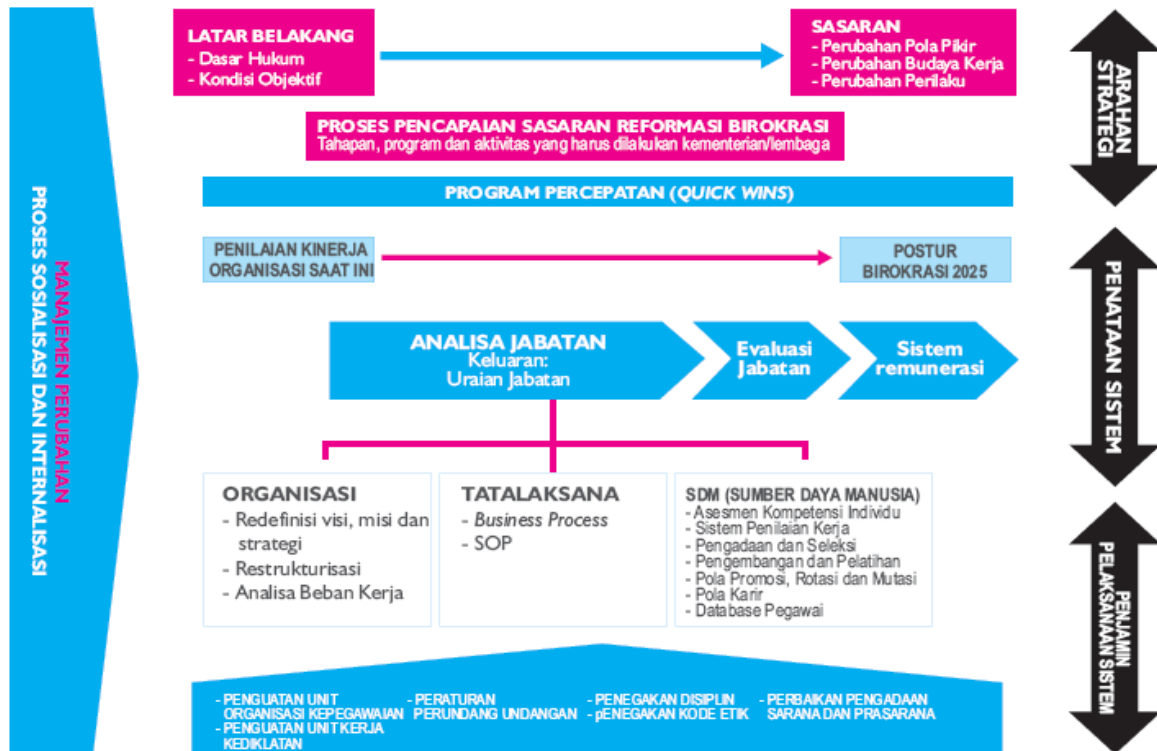 LATAR BELAKANG
- Dasar Hukum
- Kondisi Objektif
SASARAN
- Perubahan Pola Pikir
- Perubahan Budaya Kerja
- Perubahan Perilaku
PROSES PENCAPAIAN SASARAN REFORMASI BIROKRASI
Tahapan, program dan aktivitas yang harus dilakukan kementerian/lembaga
PROGRAM PERCEPATAN (QUICK WINS)
PENILAIAN KINERJA
ORGANISASI SAAT INI
POSTUR
BIROKRASI 2025
ANALISA JABATAN
Keluaran:
Uraian Jabatan
Evaluasi
Jabatan
Sistem
remunerasi
ORGANISASI
- Redefinisi visi, misi dan
strategi
- Restrukturisasi
- Analisa Beban Kerja
TATALAKSANA
- Business Process
- SOP
SDM (SUMBER DAYA MANUSIA)
- Asesmen Kompetensi Individu
- Sistem Penilaian Kerja
- Pengadaan dan Seleksi
- Pengembangan dan Pelatihan
- Pola Promosi, Rotasi dan Mutasi
- Pola Karir
- Database Pegawai
- PENGUATAN UNIT
ORGANISASI KEPEGAWAIAN
- PENGUATAN UNIT KERJA
KEDIKLATAN
- PERATURAN
PERUNDANG UNDANGAN
- PENEGAKAN DISIPLIN
- pENEGAKAN KODE ETIK
- PERBAIKAN PENGADAAN
SARANA DAN PRASARANA
MANAJEMEN PERUBAHAN
PROSES SOSIALISASI DAN INTERNALISASI
ARAHAN
STRATEGI
PENATAAN SISTEM
PENJAMIN
PELAKSANAAN SISTEM